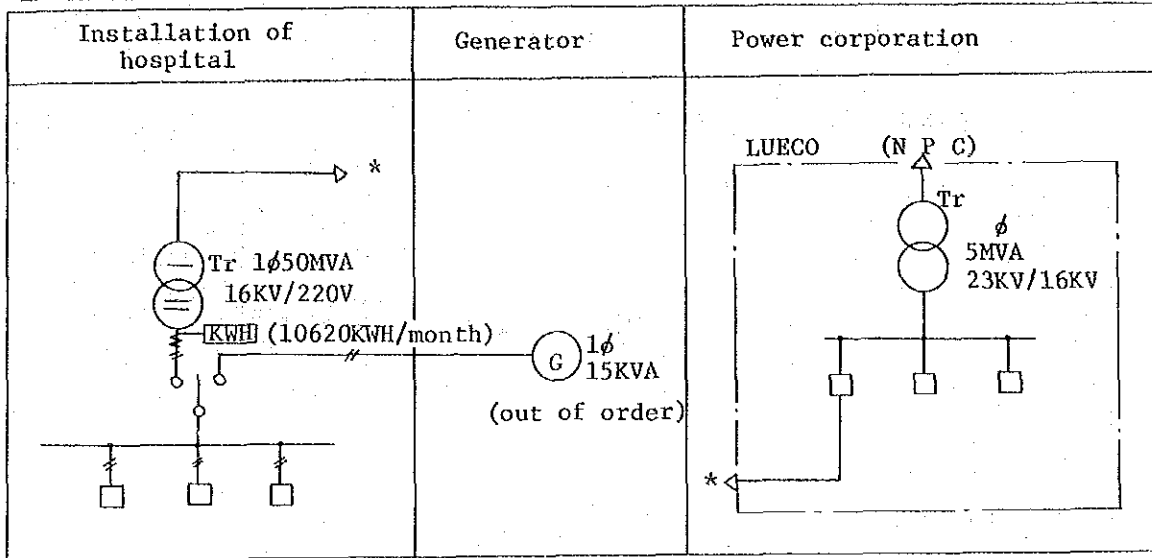 Installation of
hospital
Generator
Power corporation
*
Tr 1ϕ50MVA
16KV/220V
KWH (10620KWH/month)
G
1ϕ
15KVA
(out of order)
LUECO (N P C)
Tr
ϕ
5MVA
23KV/16KV
*